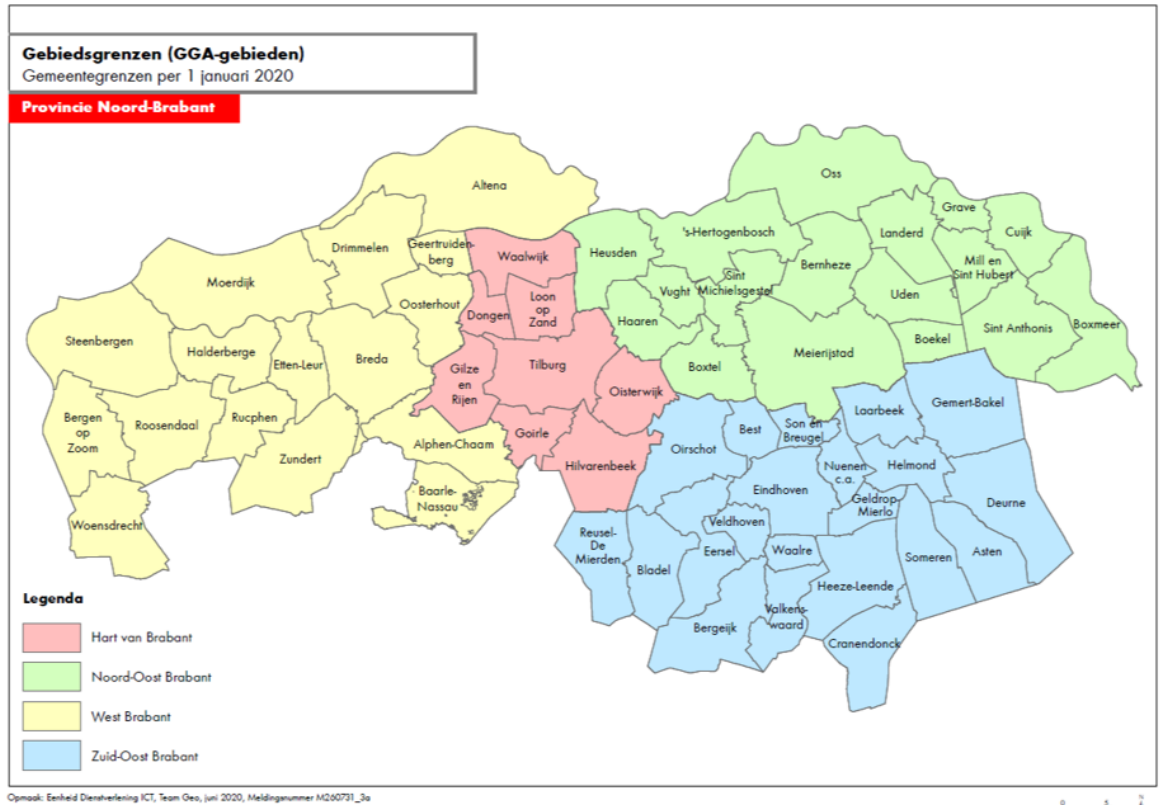 Gebiedsgrenzen (GGA-gebieden)
Gemeentegrenzen per 1 januari 2020
Provincie Noord-Brabant
Altena
Oss
Grave
Cuijk
Landerd
's-Hertogenbosch
Heusden
Geertruiden-
berg
Drimmelen
Waalwijk
Bernheze
Mill en
Sint Hubert
Moerdijk
Oosterhout
Dongen
Loon
op
Zand
Vught
Sint
Michielsgestel
Uden
Haaren
Sint Anthonis
Boxmeer
Boekel
Steenbergen
Halderberge
Etten-Leur
Breda
Gilze
en
Rijen
Tilburg
Oisterwijk
Boxtel
Meierijstad
Bergen
op
Zoom
Roosendaal
Rucphen
Zundert
Alphen-Chaam
Goirle
Hilvarenbeek
Oirschot
Best
Son en
Breugel
Laarbeek
Gemert-Bakel
Nuenen
c.a.
Helmond
Woensdrecht
Baarle-
Nassau
Eindhoven
Geldrop-
Mierlo
Deurne
Reusel-
De
Mierden
Bladel
Eersel
Veldhoven
Waalre
Heeze-Leende
Someren
Asten
Bergeijk
Valkens-
waard
Cranendonck
Legenda
Hart van Brabant
Noord-Oost Brabant
West Brabant
Zuid-Oost Brabant
Opmaak: Eenheid Dienstverlening ICT, Team Geo, juni 2020, Meldingsnummer M260731_3a
0 5
N